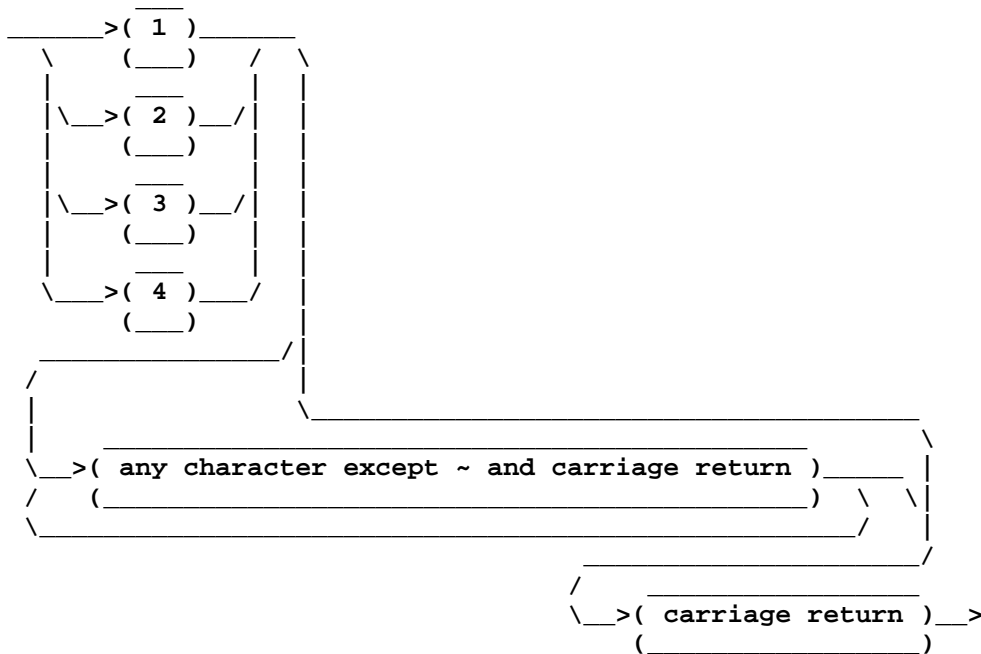 1
2
3
4
any character except ~ and carriage return
carriage return